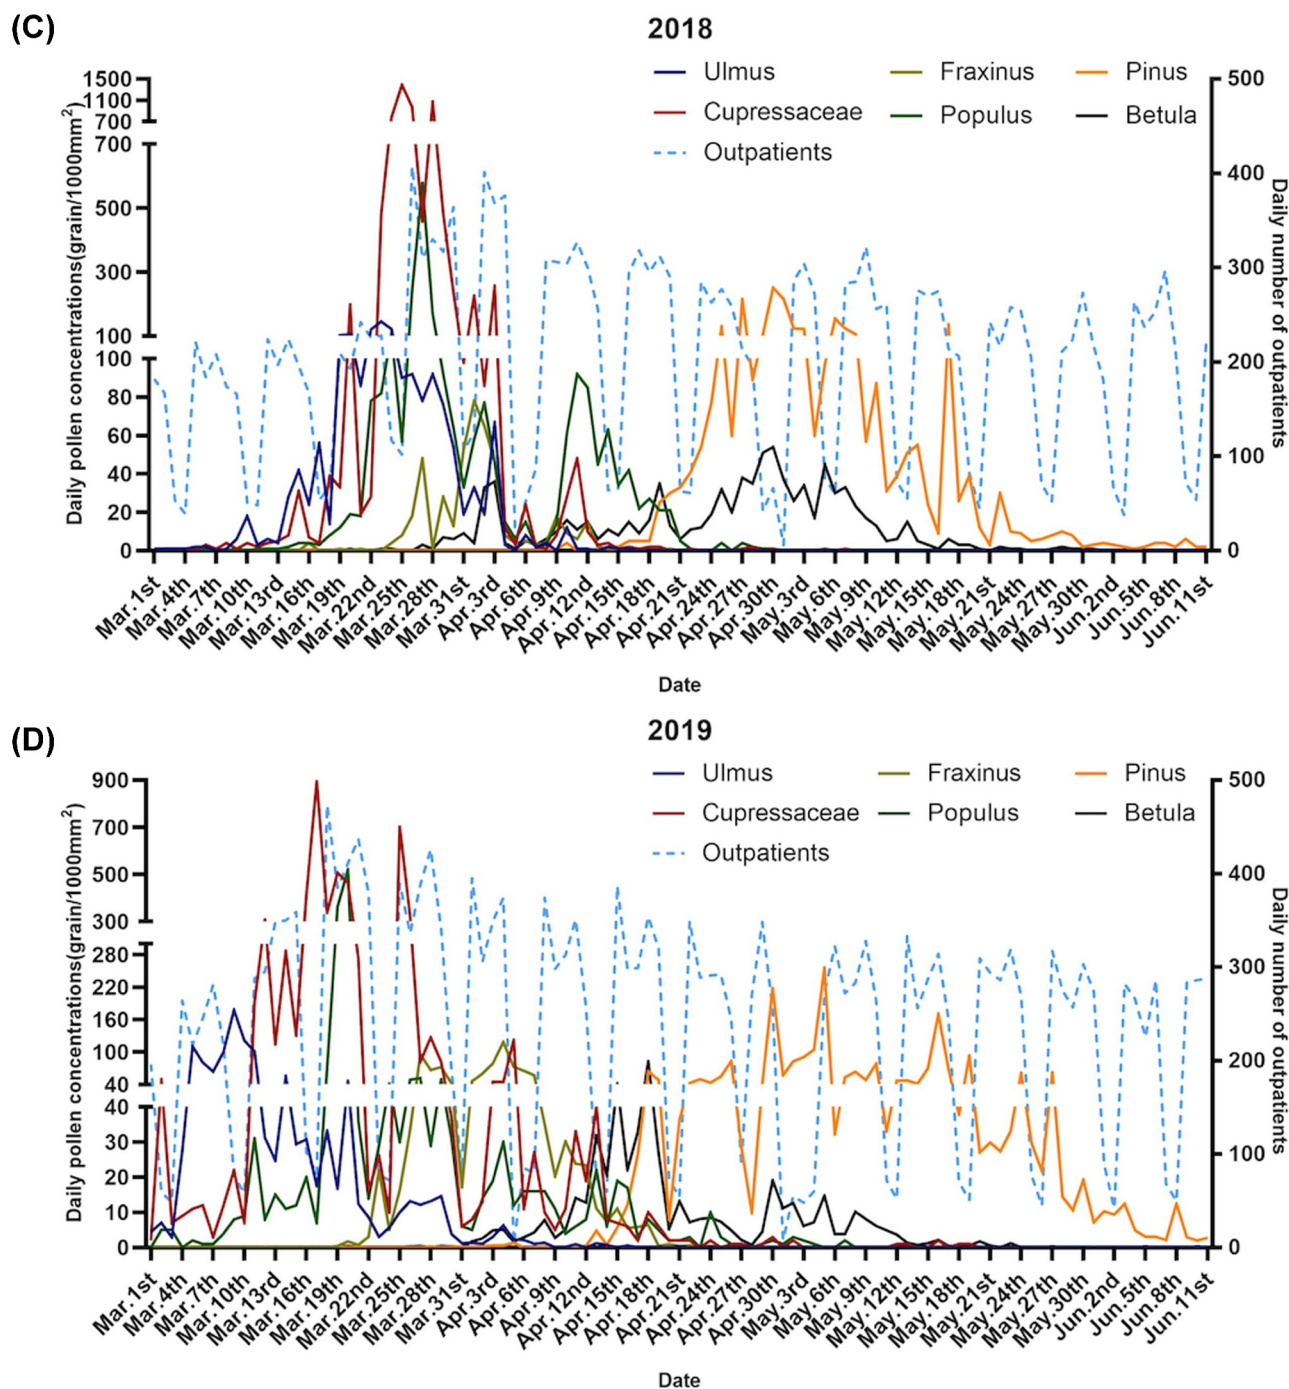 (C)
2018
Ulmus
Fraxinus
Pinus
Cupressaceae
Populus
Betula
Outpatients
Daily pollen concentrations(grain/1000mm²)
1500
1100
700
700
500
300
100
100
80
60
40
20
0
500
400
300
200
100
0
Daily number of outpatients
Mar.1st
Mar.4th
Mar.7th
Mar.10th
Mar.13rd
Mar.16th
Mar.19th
Mar.22nd
Mar.25th
Mar.28th
Mar.31st
Apr.3rd
Apr.6th
Apr.9th
Apr.12nd
Apr.15th
Apr.18th
Apr.21st
Apr.24th
Apr.27th
Apr.30th
May.3rd
May.6th
May.9th
May.12th
May.15th
May.18th
May.21st
May.24th
May.27th
May.30th
Jun.2nd
Jun.5th
Jun.8th
Jun.11st
Date
(D)
2019
Ulmus
Fraxinus
Pinus
Cupressaceae
Populus
Betula
Outpatients
Daily pollen concentrations(grain/1000mm²)
900
700
500
300
280
220
160
100
40
40
30
20
10
0
500
400
300
200
100
0
Daily number of outpatients
Mar.1st
Mar.4th
Mar.7th
Mar.10th
Mar.13rd
Mar.16th
Mar.19th
Mar.22nd
Mar.25th
Mar.28th
Mar.31st
Apr.3rd
Apr.6th
Apr.9th
Apr.12nd
Apr.15th
Apr.18th
Apr.21st
Apr.24th
Apr.27th
Apr.30th
May.3rd
May.6th
May.9th
May.12th
May.15th
May.18th
May.21st
May.24th
May.27th
May.30th
Jun.2nd
Jun.5th
Jun.8th
Jun.11st
Date